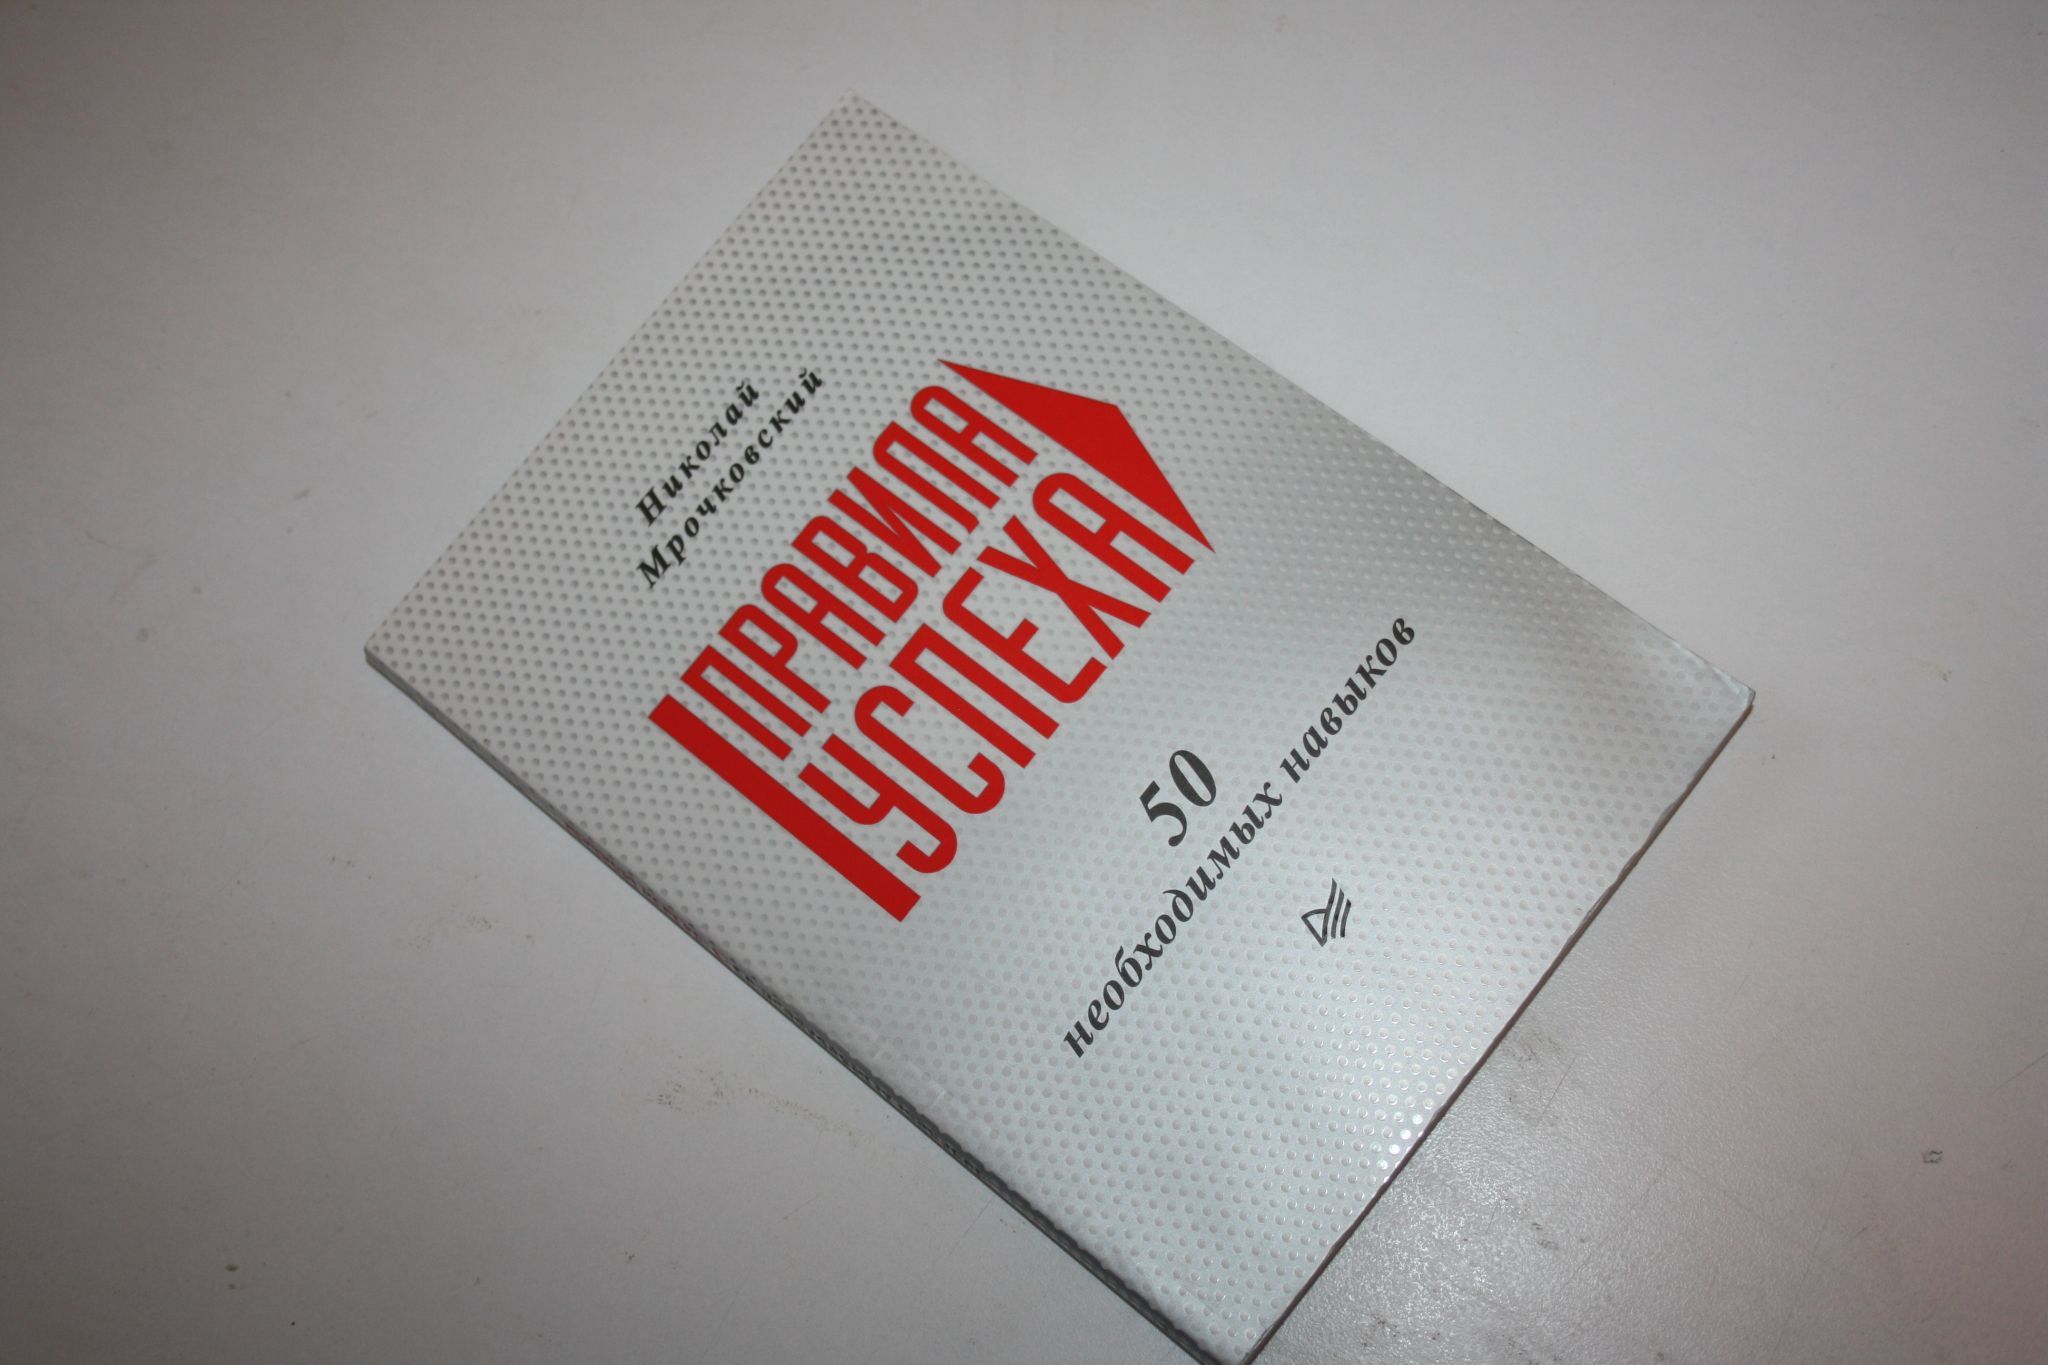 Николай
Мрочковский
ПРАВИЛА
УСПЕХА
50
необходимых навыков